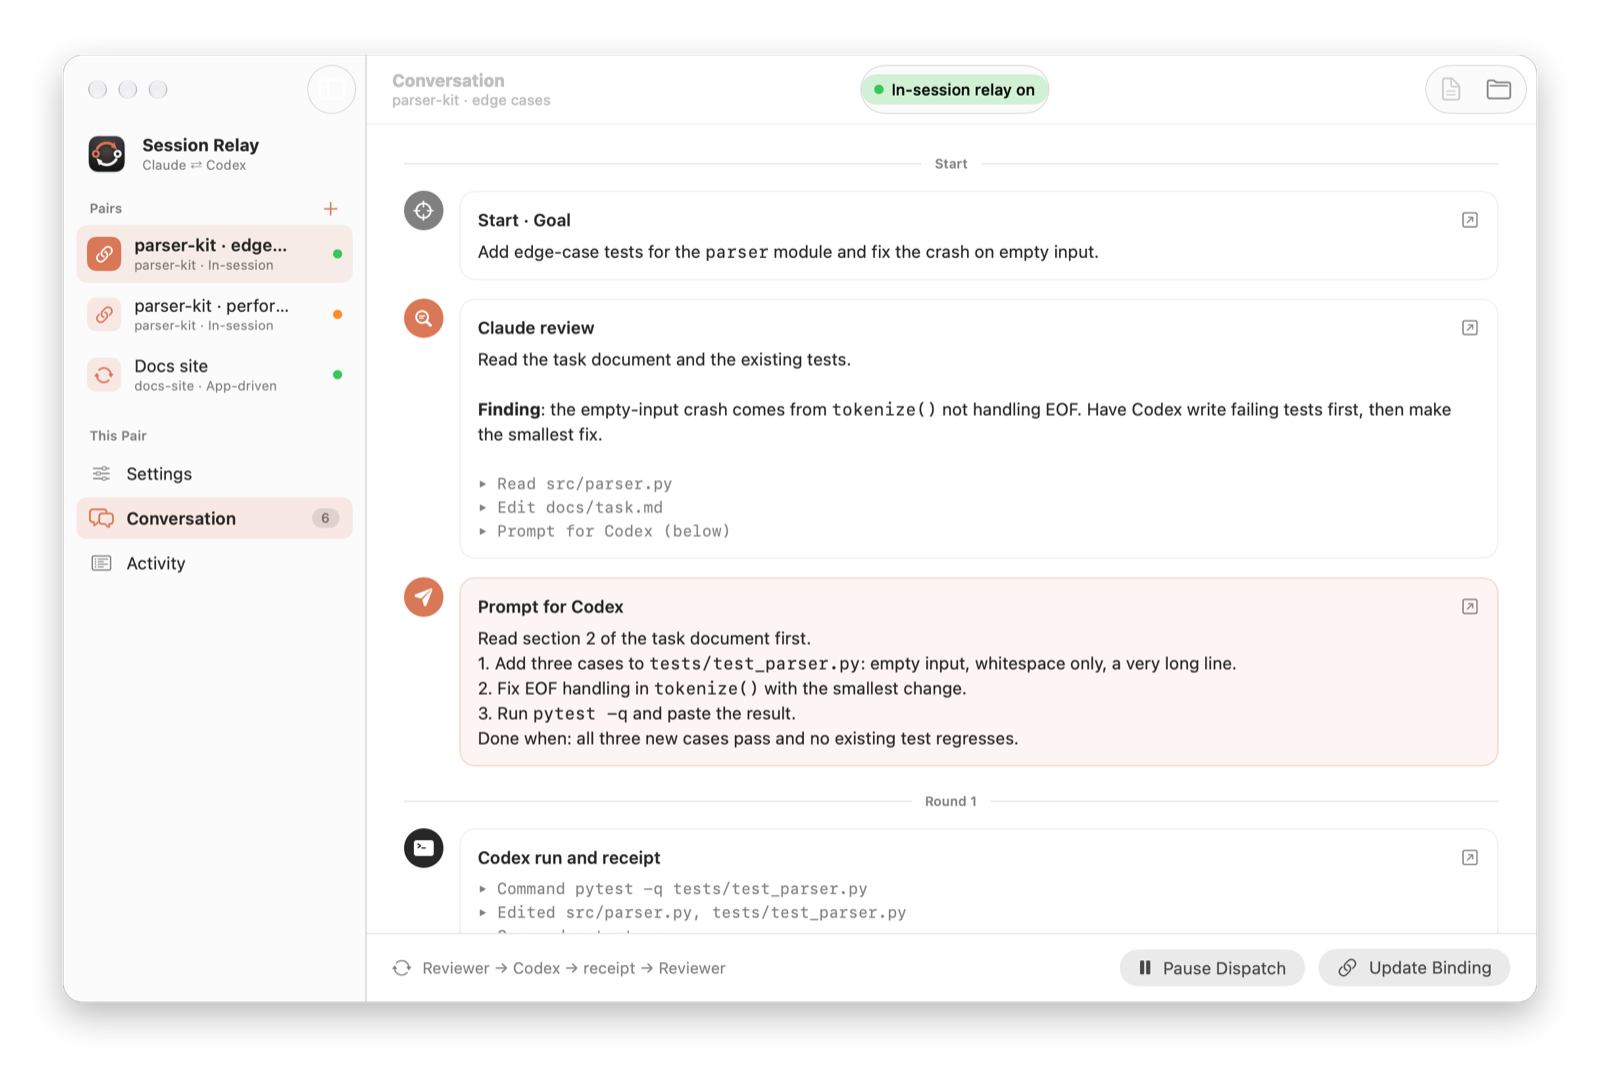 Session Relay
Claude ⇄ Codex
Pairs
parser-kit · edge...
parser-kit · In-session
parser-kit · perfor...
parser-kit · In-session
Docs site
docs-site · App-driven
This Pair
Settings
Conversation 6
Activity
Conversation
parser-kit · edge cases
In-session relay on
Start
Start · Goal
Add edge-case tests for the parser module and fix the crash on empty input.
Claude review
Read the task document and the existing tests.
Finding: the empty-input crash comes from tokenize() not handling EOF. Have Codex write failing tests first, then make
the smallest fix.
▸ Read src/parser.py
▸ Edit docs/task.md
▸ Prompt for Codex (below)
Prompt for Codex
Read section 2 of the task document first.
1. Add three cases to tests/test_parser.py: empty input, whitespace only, a very long line.
2. Fix EOF handling in tokenize() with the smallest change.
3. Run pytest -q and paste the result.
Done when: all three new cases pass and no existing test regresses.
Round 1
Codex run and receipt
▸ Command pytest -q tests/test_parser.py
▸ Edited src/parser.py, tests/test_parser.py
Reviewer → Codex → receipt → Reviewer
Pause Dispatch
Update Binding